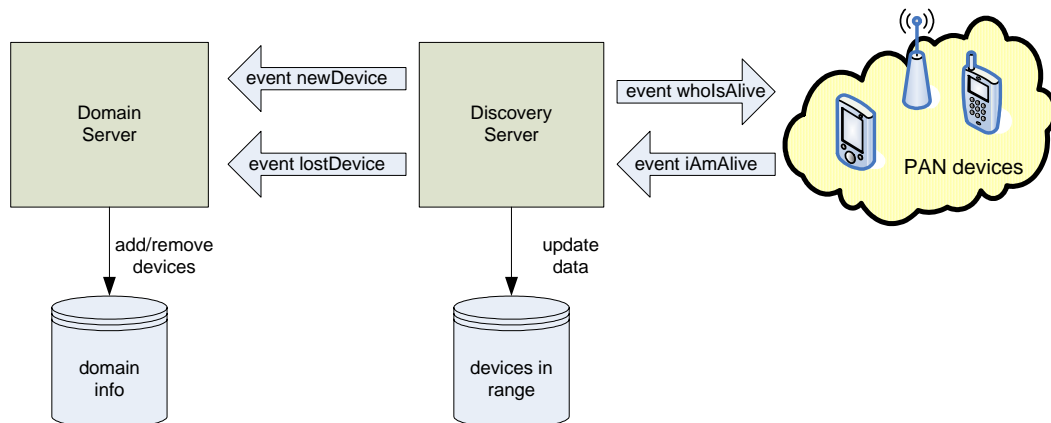 Domain
Server
event newDevice
event lostDevice
Discovery
Server
event whoIsAlive
event iAmAlive
PAN devices
add/remove
devices
update
data
domain
info
devices in
range